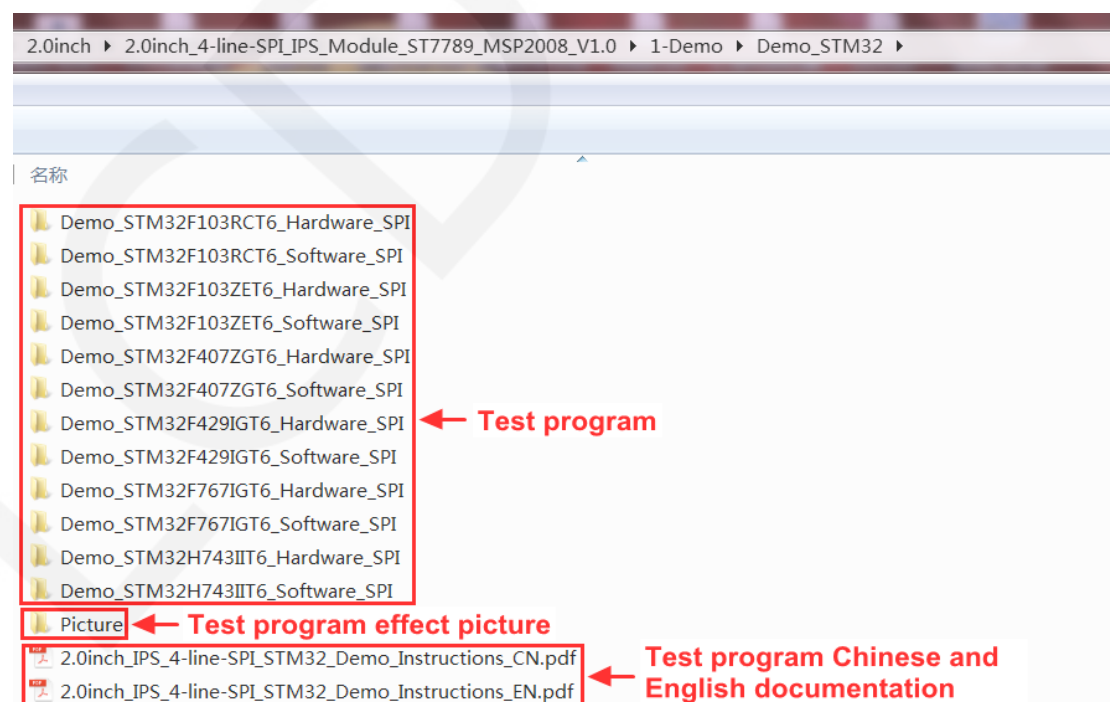 2.0inch ▸ 2.0inch_4-line-SPI_IPS_Module_ST7789_MSP2008_V1.0 ▸ 1-Demo ▸ Demo_STM32 ▸
名称
Demo_STM32F103RCT6_Hardware_SPI
Demo_STM32F103RCT6_Software_SPI
Demo_STM32F103ZET6_Hardware_SPI
Demo_STM32F103ZET6_Software_SPI
Demo_STM32F407ZGT6_Hardware_SPI
Demo_STM32F407ZGT6_Software_SPI
Demo_STM32F429IGT6_Hardware_SPI
Test program
Demo_STM32F429IGT6_Software_SPI
Demo_STM32F767IGT6_Hardware_SPI
Demo_STM32F767IGT6_Software_SPI
Demo_STM32H743IIT6_Hardware_SPI
Demo_STM32H743IIT6_Software_SPI
Picture
Test program effect picture
2.0inch_IPS_4-line-SPI_STM32_Demo_Instructions_CN.pdf
2.0inch_IPS_4-line-SPI_STM32_Demo_Instructions_EN.pdf
Test program Chinese and
English documentation